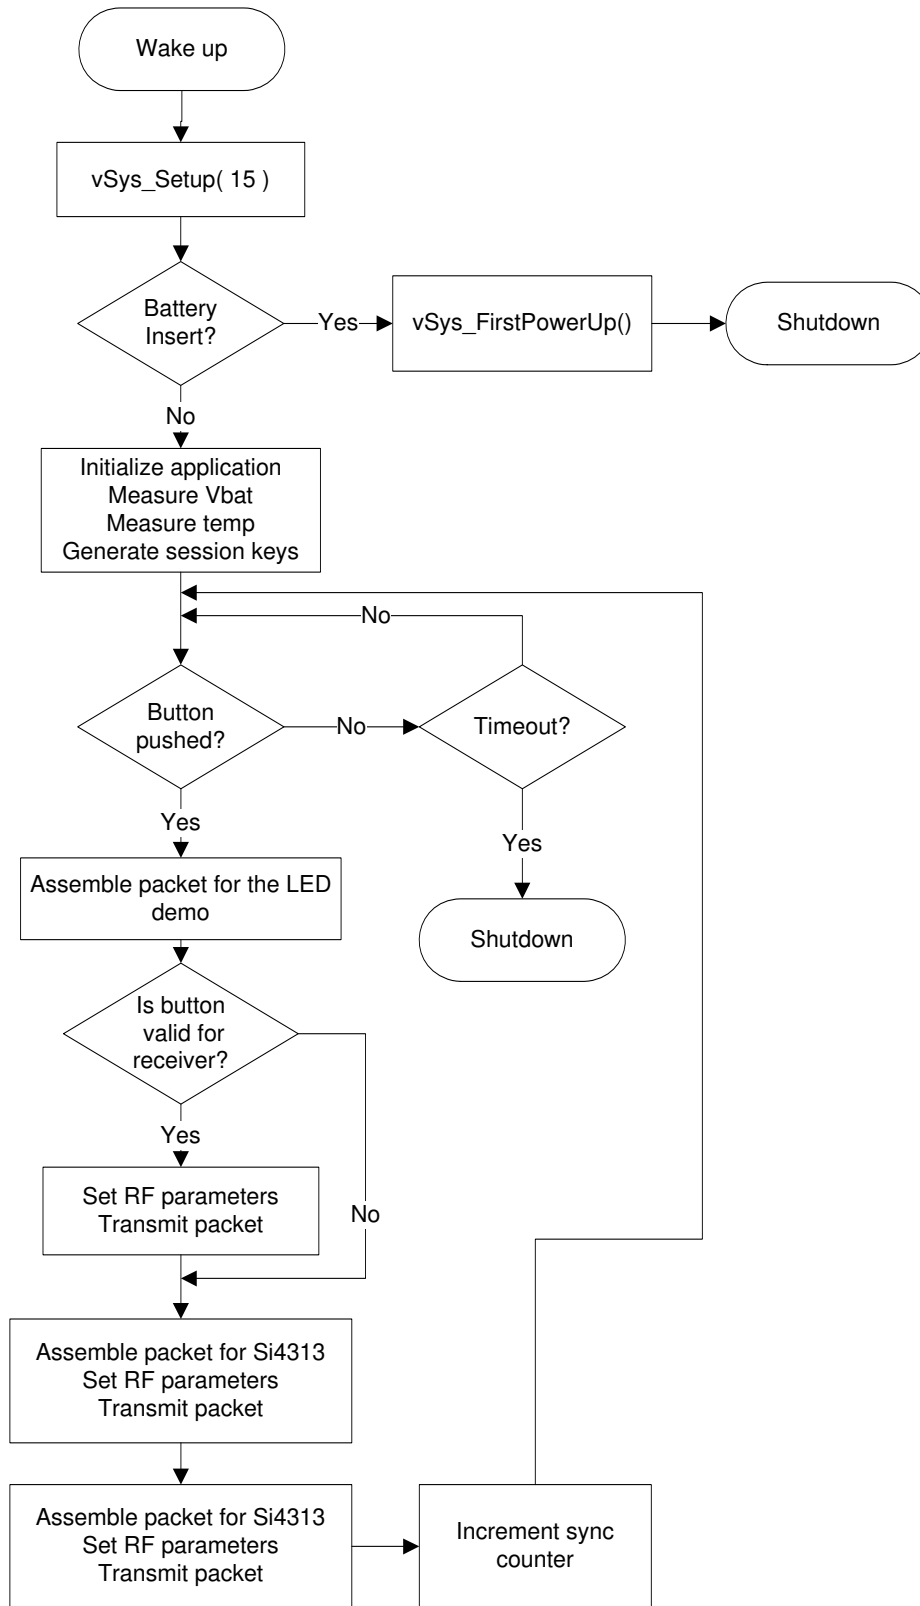 Wake up
vSys_Setup( 15 )
Battery
Insert?
Yes
vSys_FirstPowerUp()
Shutdown
No
Initialize application
Measure Vbat
Measure temp
Generate session keys
No
Button
pushed?
No
Timeout?
Yes
Yes
Assemble packet for the LED
demo
Shutdown
Is button
valid for
receiver?
Yes
Set RF parameters
Transmit packet
No
Assemble packet for Si4313
Set RF parameters
Transmit packet
Assemble packet for Si4313
Set RF parameters
Transmit packet
Increment sync
counter